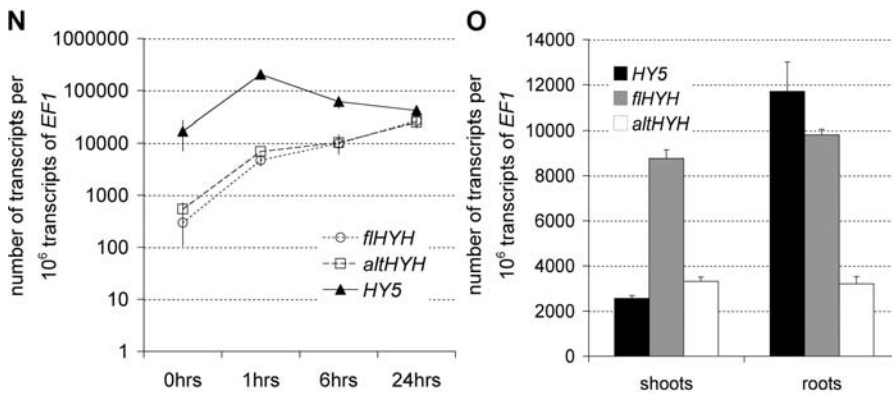 N
number of transcripts per
10⁶ transcripts of EF1
1000000
100000
10000
1000
100
10
1
0hrs 1hrs 6hrs 24hrs
flHYH
altHYH
HY5
O
number of transcripts per
10⁶ transcripts of EF1
14000
12000
10000
8000
6000
4000
2000
0
shoots roots
HY5
flHYH
altHYH